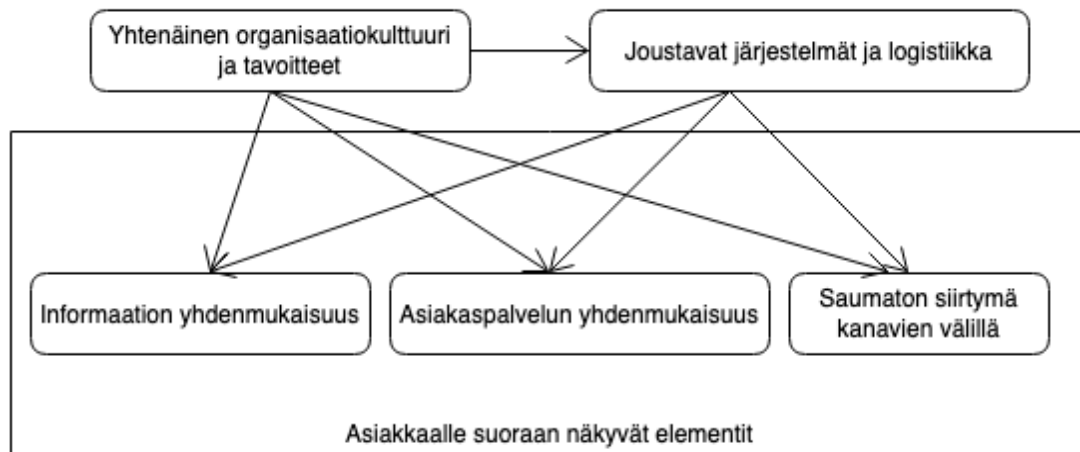 Yhtenäinen organisaatiokulttuuri
ja tavoitteet
Joustavat järjestelmät ja logistiikka
Informaation yhdenmukaisuus
Asiakaspalvelun yhdenmukaisuus
Saumaton siirtymä
kanavien välillä
Asiakkaalle suoraan näkyvät elementit